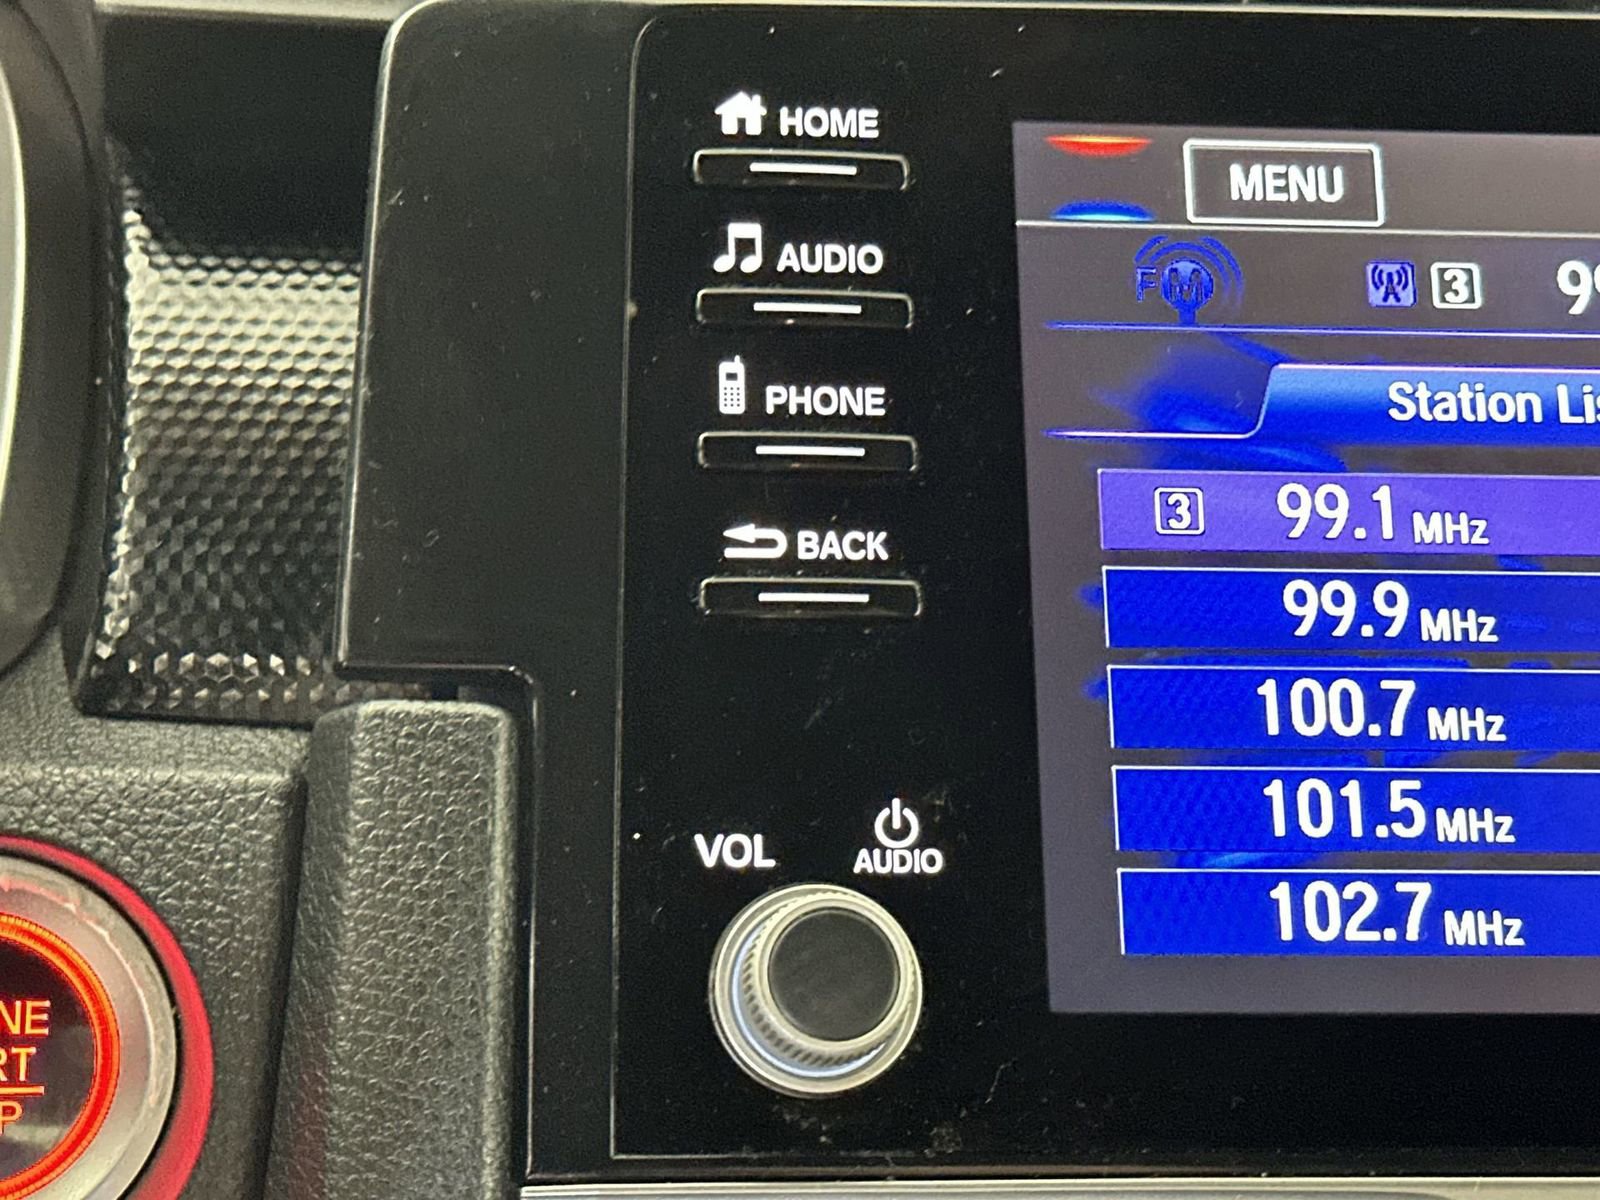 HOME
AUDIO
PHONE
BACK
VOL
AUDIO
MENU
FM
3
Station
3 99.1 MHz
99.9 MHz
100.7 MHz
101.5 MHz
102.7 MHz